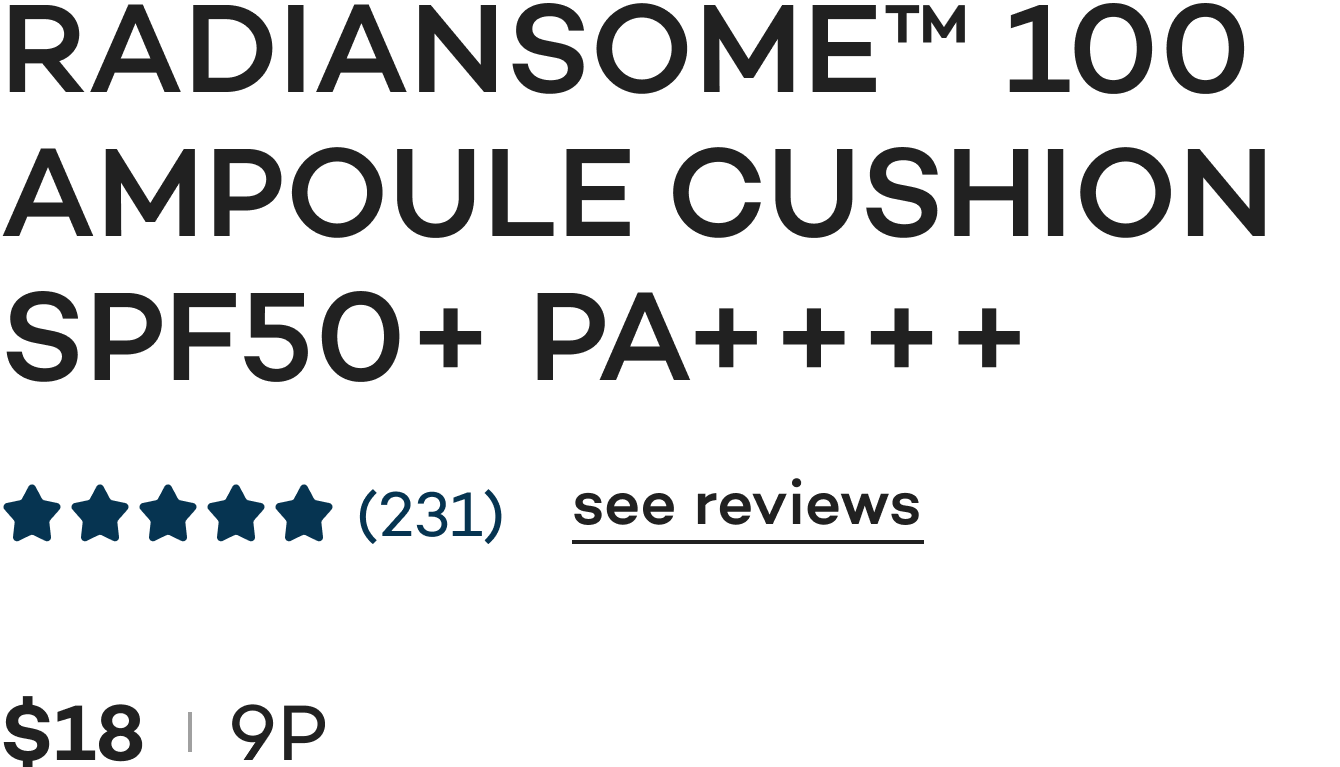 RADIANSOME™ 100
AMPOULE CUSHION
SPF50+ PA++++
(231) see reviews
$18 | 9P